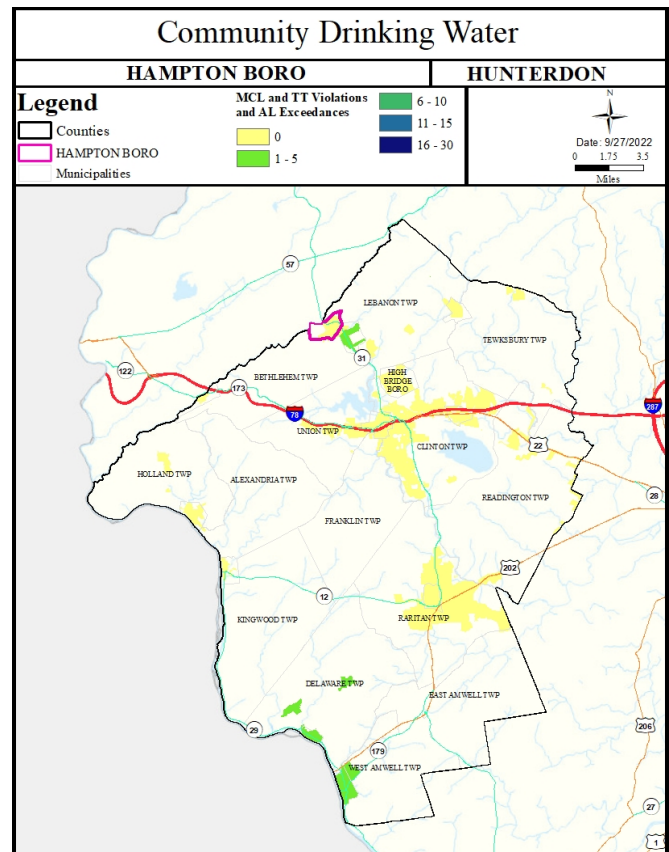 Community Drinking Water
HAMPTON BORO
HUNTERDON
Legend
Counties
HAMPTON BORO
Municipalities
MCL and TT Violations
and AL Exceedances
0
1 - 5
6 - 10
11 - 15
16 - 30
N
Date: 9/27/2022
0 1.75 3.5
Miles
57
LEBANON TWP
TEWKSBURY TWP
31
122
BETHLEHEM TWP
HIGH
BRIDGE
BORO
173
287
78
UNION TWP
CLINTON TWP
22
HOLLAND TWP
ALEXANDRIA TWP
READINGTON TWP
28
FRANKLIN TWP
202
12
KINGWOOD TWP
RARITAN TWP
DELAWARE TWP
EAST AMWELL TWP
29
206
179
WEST AMWELL TWP
27
1